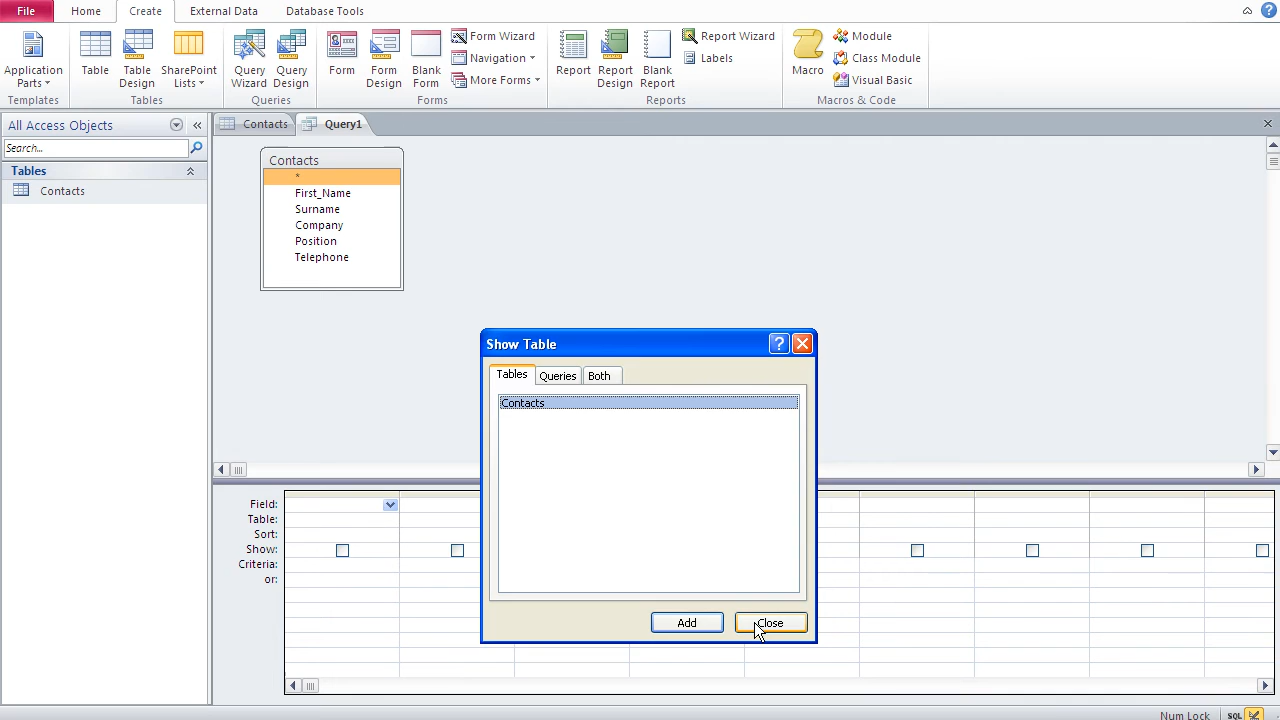 File Home Create External Data Database Tools
Application Parts Table Table Design SharePoint Lists Query Wizard Query Design Form Form Design Blank Form Form Wizard Navigation More Forms Report Report Design Blank Report Report Wizard Labels Macro Module Class Module Visual Basic
Templates Tables Queries Forms Reports Macros & Code
All Access Objects
Search...
Tables
Contacts
Contacts Query1
Contacts
*
First_Name
Surname
Company
Position
Telephone
Show Table
Tables Queries Both
Contacts
Add Close
Field:
Table:
Sort:
Show:
Criteria:
or:
Num Lock SQL